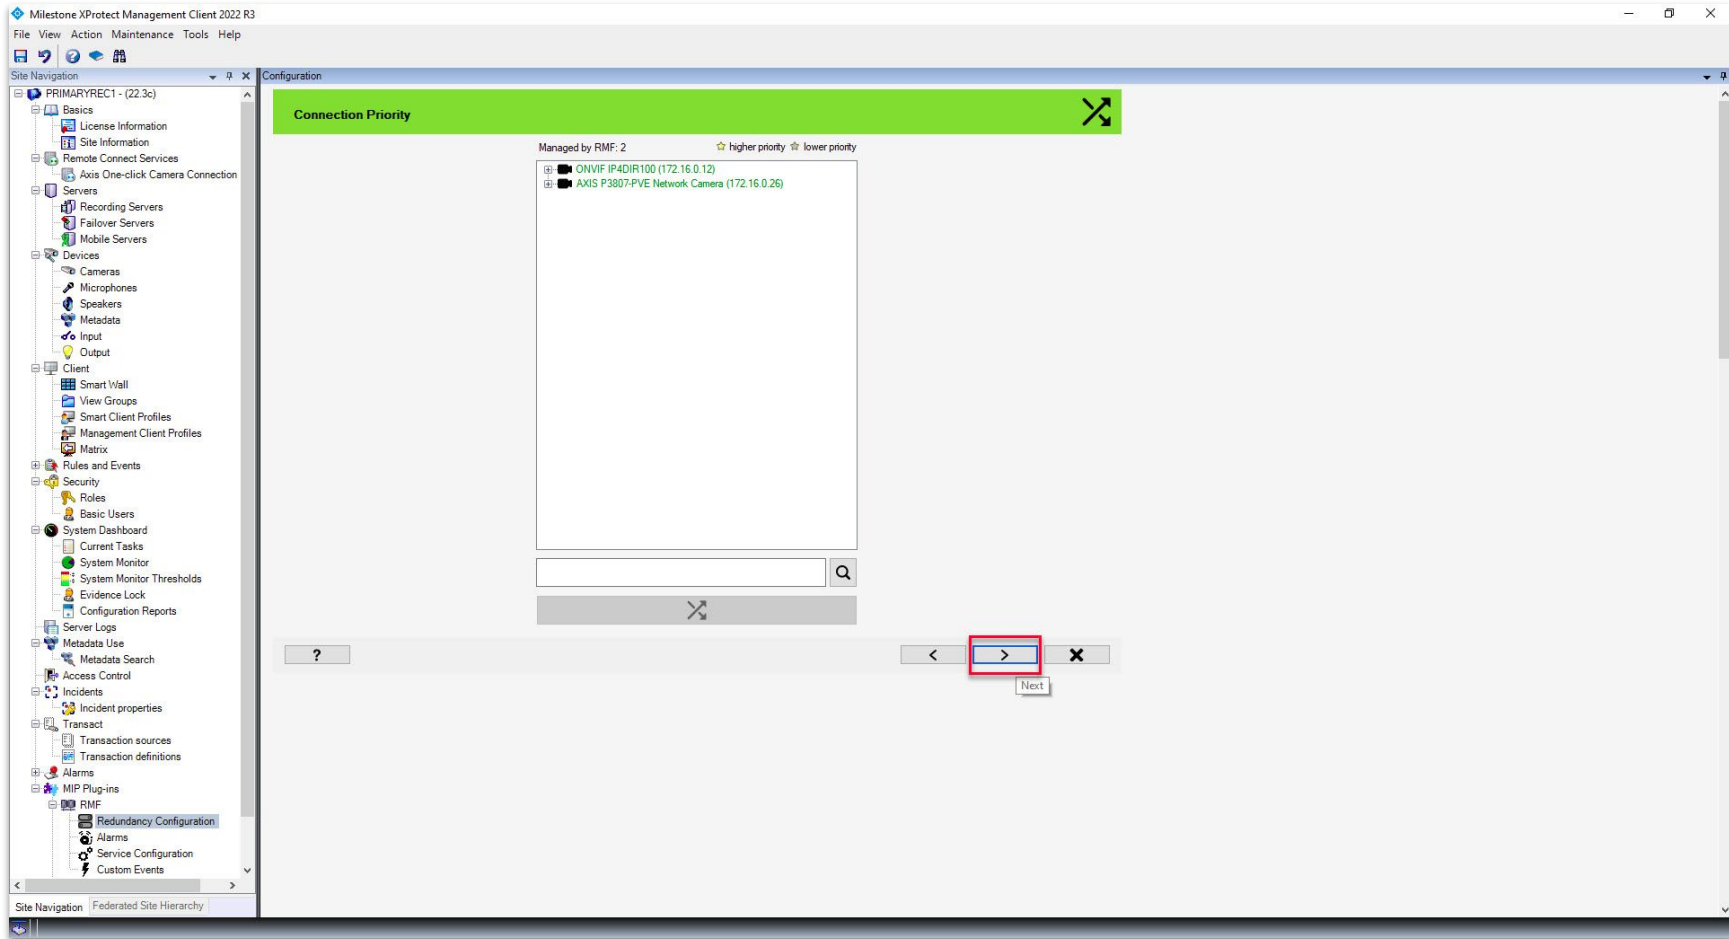 Milestone XProtect Management Client 2022 R3
File View Action Maintenance Tools Help
Site Navigation
PRIMARYREC1 - (22.3c)
Basics
License Information
Site Information
Remote Connect Services
Axis One-click Camera Connection
Servers
Recording Servers
Failover Servers
Mobile Servers
Devices
Cameras
Microphones
Speakers
Metadata
Input
Output
Client
Smart Wall
View Groups
Smart Client Profiles
Management Client Profiles
Matrix
Rules and Events
Security
Roles
Basic Users
System Dashboard
Current Tasks
System Monitor
System Monitor Thresholds
Evidence Lock
Configuration Reports
Server Logs
Metadata Use
Metadata Search
Access Control
Incidents
Incident properties
Transact
Transaction sources
Transaction definitions
Alarms
MIP Plug-ins
RMF
Redundancy Configuration
Alarms
Service Configuration
Custom Events
Site Navigation Federated Site Hierarchy
Configuration
Connection Priority
Managed by RMF: 2 higher priority lower priority
ONVIF IP4DIR100 (172.16.0.12)
AXIS P3807-PVE Network Camera (172.16.0.26)
? < >
Next